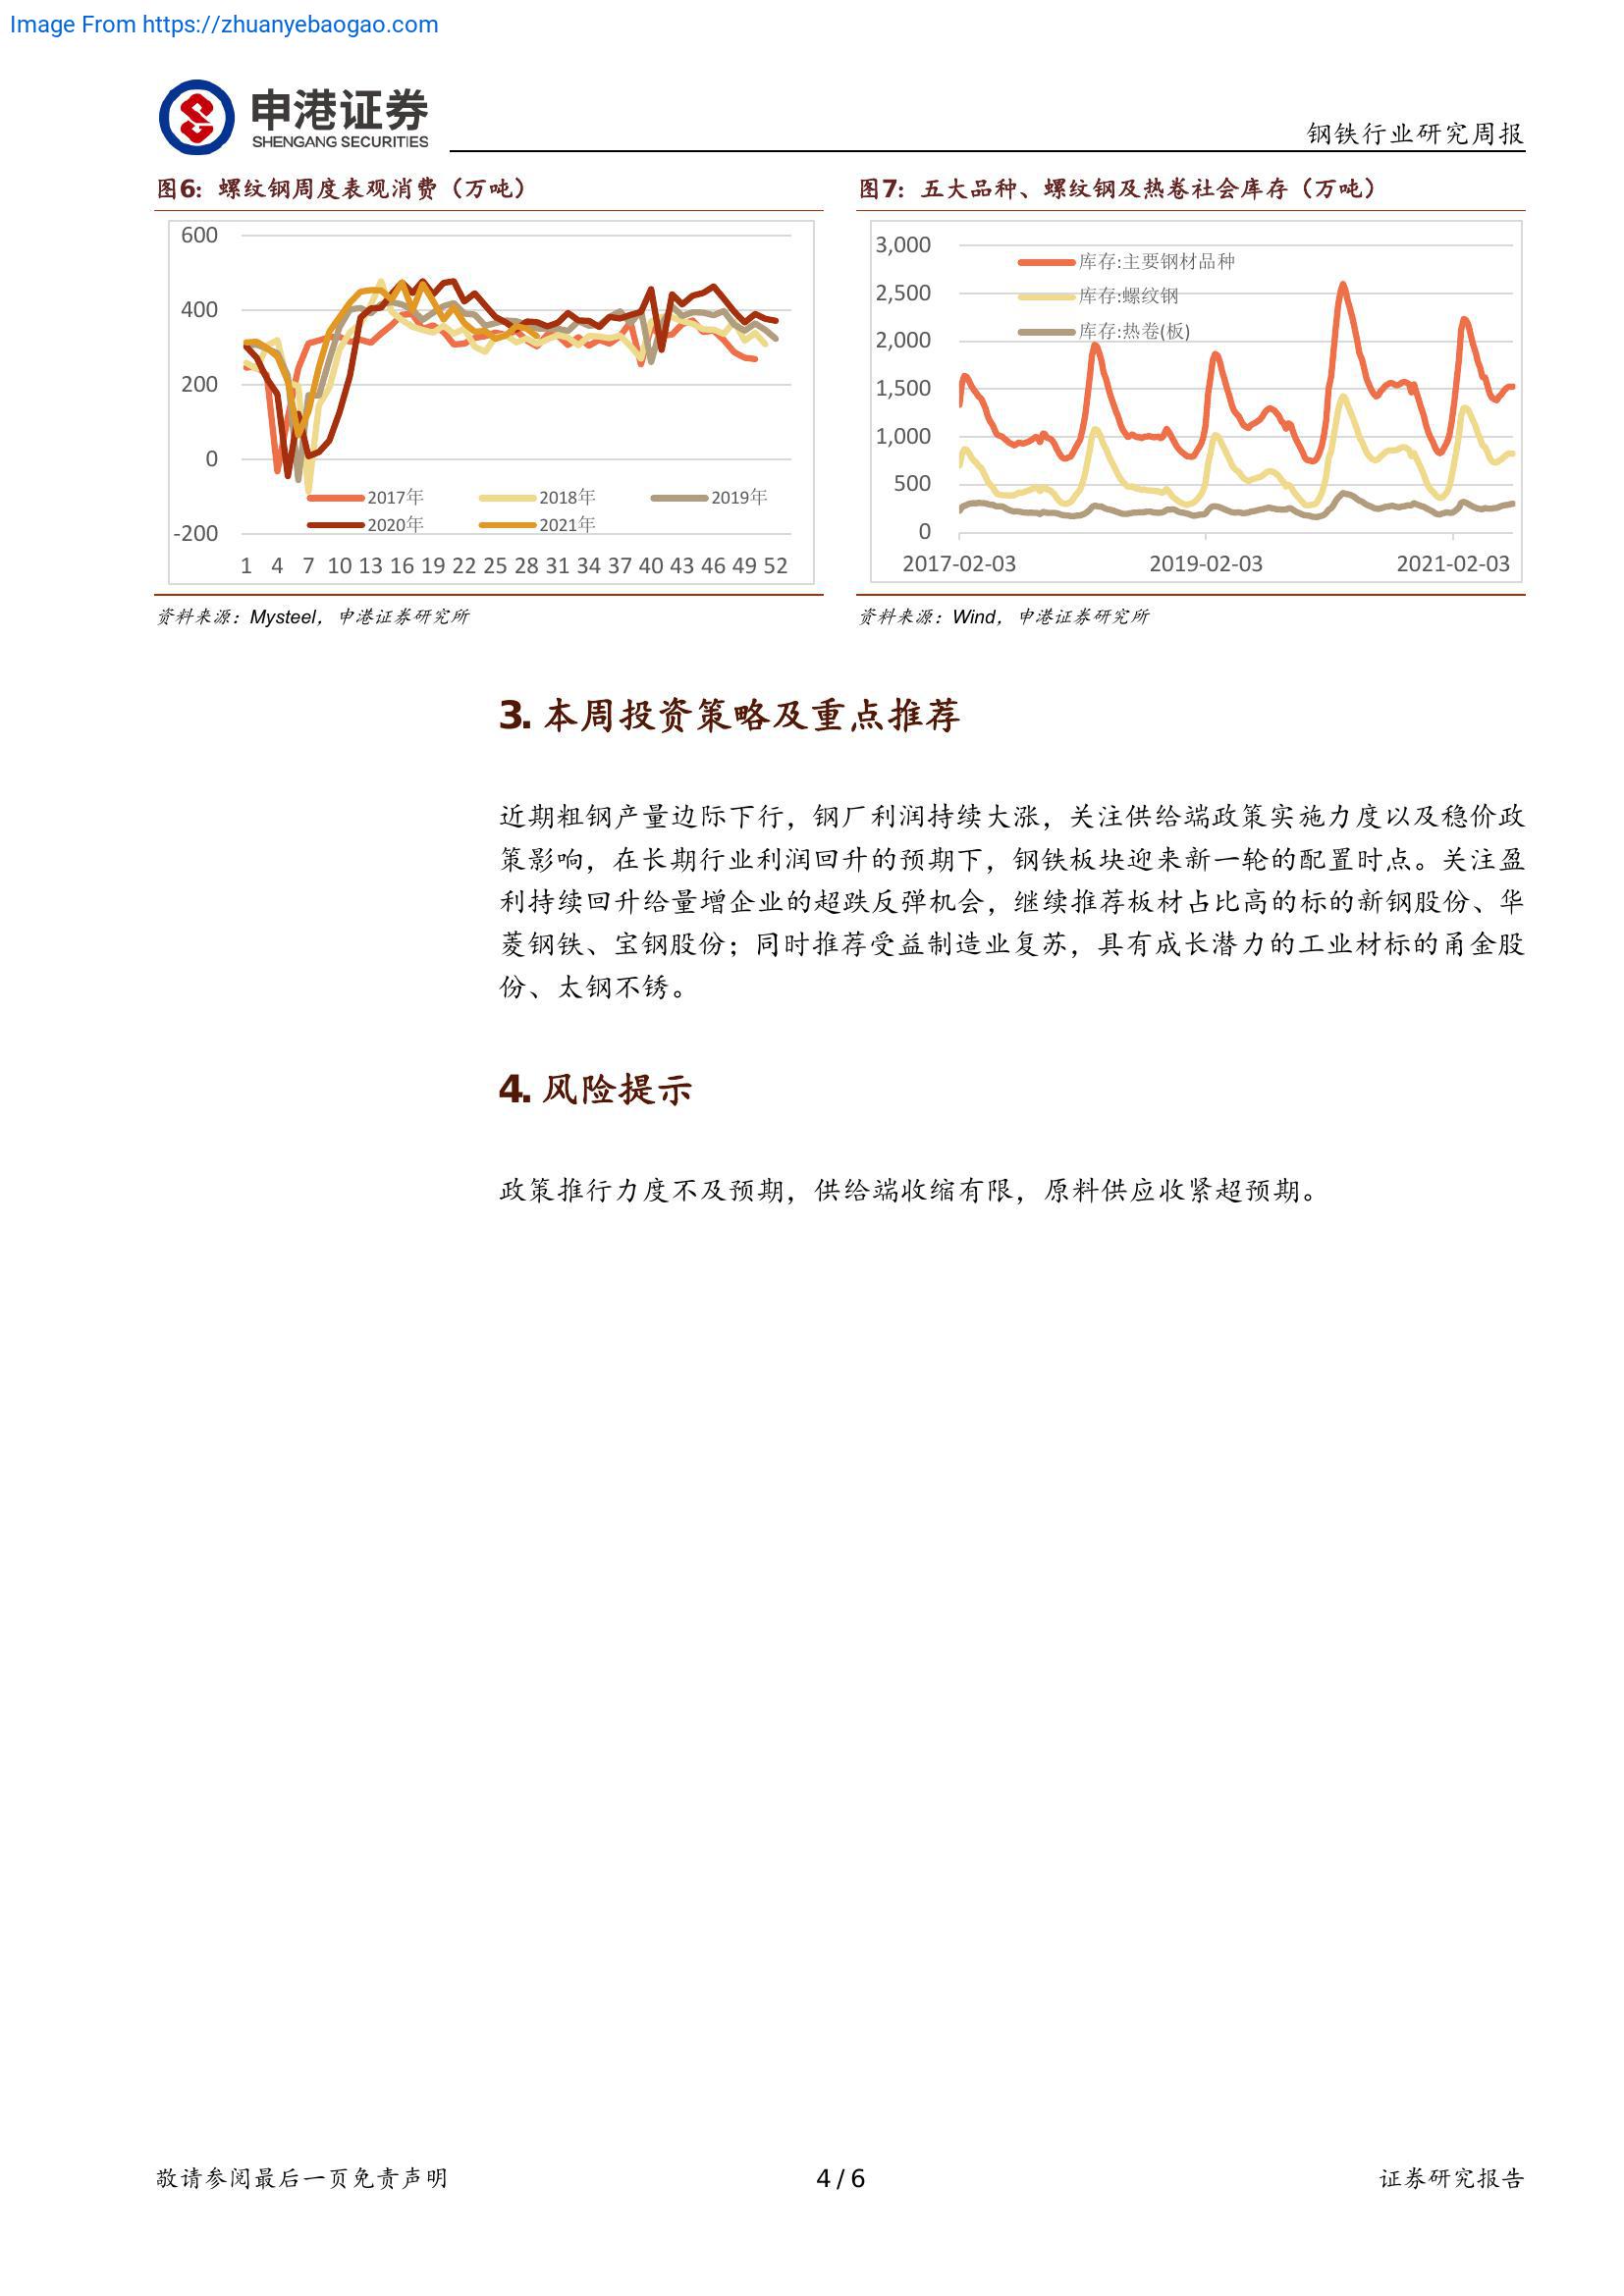 Image From https://zhuanyebaogao.com
申港证券
SHENGANG SECURITIES
钢铁行业研究周报
图6：螺纹钢周度表观消费（万吨）
600
400
200
0
-200
2017年
2018年
2019年
2020年
2021年
1 4 7 10 13 16 19 22 25 28 31 34 37 40 43 46 49 52
资料来源：Mysteel，申港证券研究所
图7：五大品种、螺纹钢及热卷社会库存（万吨）
3,000
2,500
2,000
1,500
1,000
500
0
库存:主要钢材品种
库存:螺纹钢
库存:热卷(板)
2017-02-03 2019-02-03 2021-02-03
资料来源：Wind，申港证券研究所
3. 本周投资策略及重点推荐
近期粗钢产量边际下行，钢厂利润持续大涨，关注供给端政策实施力度以及稳价政
策影响，在长期行业利润回升的预期下，钢铁板块迎来新一轮的配置时点。关注盈
利持续回升给量增企业的超跌反弹机会，继续推荐板材占比高的标的新钢股份、华
菱钢铁、宝钢股份；同时推荐受益制造业复苏，具有成长潜力的工业材标的甬金股
份、太钢不锈。
4. 风险提示
政策推行力度不及预期，供给端收缩有限，原料供应收紧超预期。
敬请参阅最后一页免责声明
4 / 6
证券研究报告